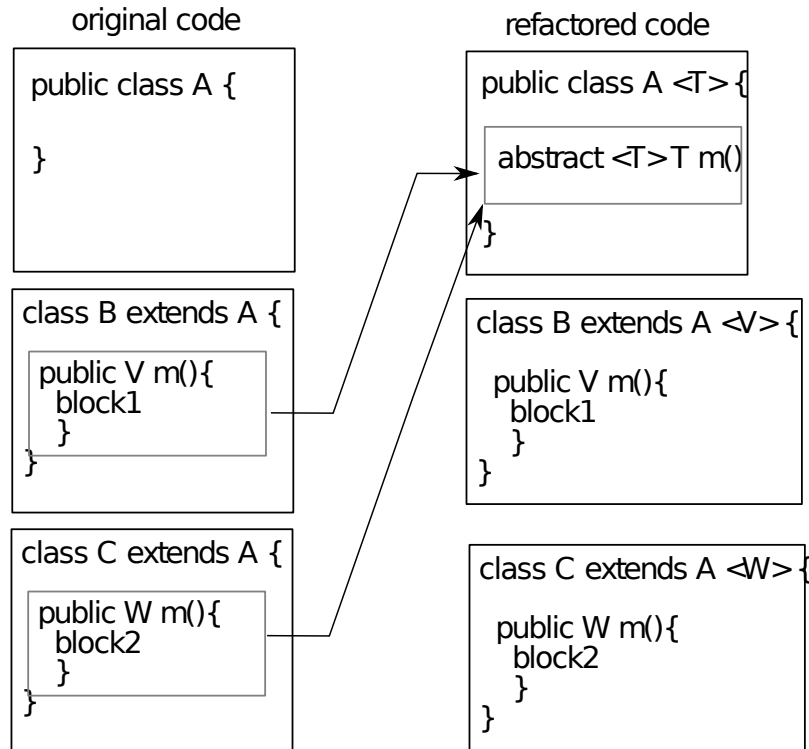 original code
public class A {
}
class B extends A {
public V m(){
block1
}
}
class C extends A {
public W m(){
block2
}
}
refactored code
public class A <T> {
abstract <T> T m()
}
class B extends A <V> {
public V m(){
block1
}
}
class C extends A <W> {
public W m(){
block2
}
}